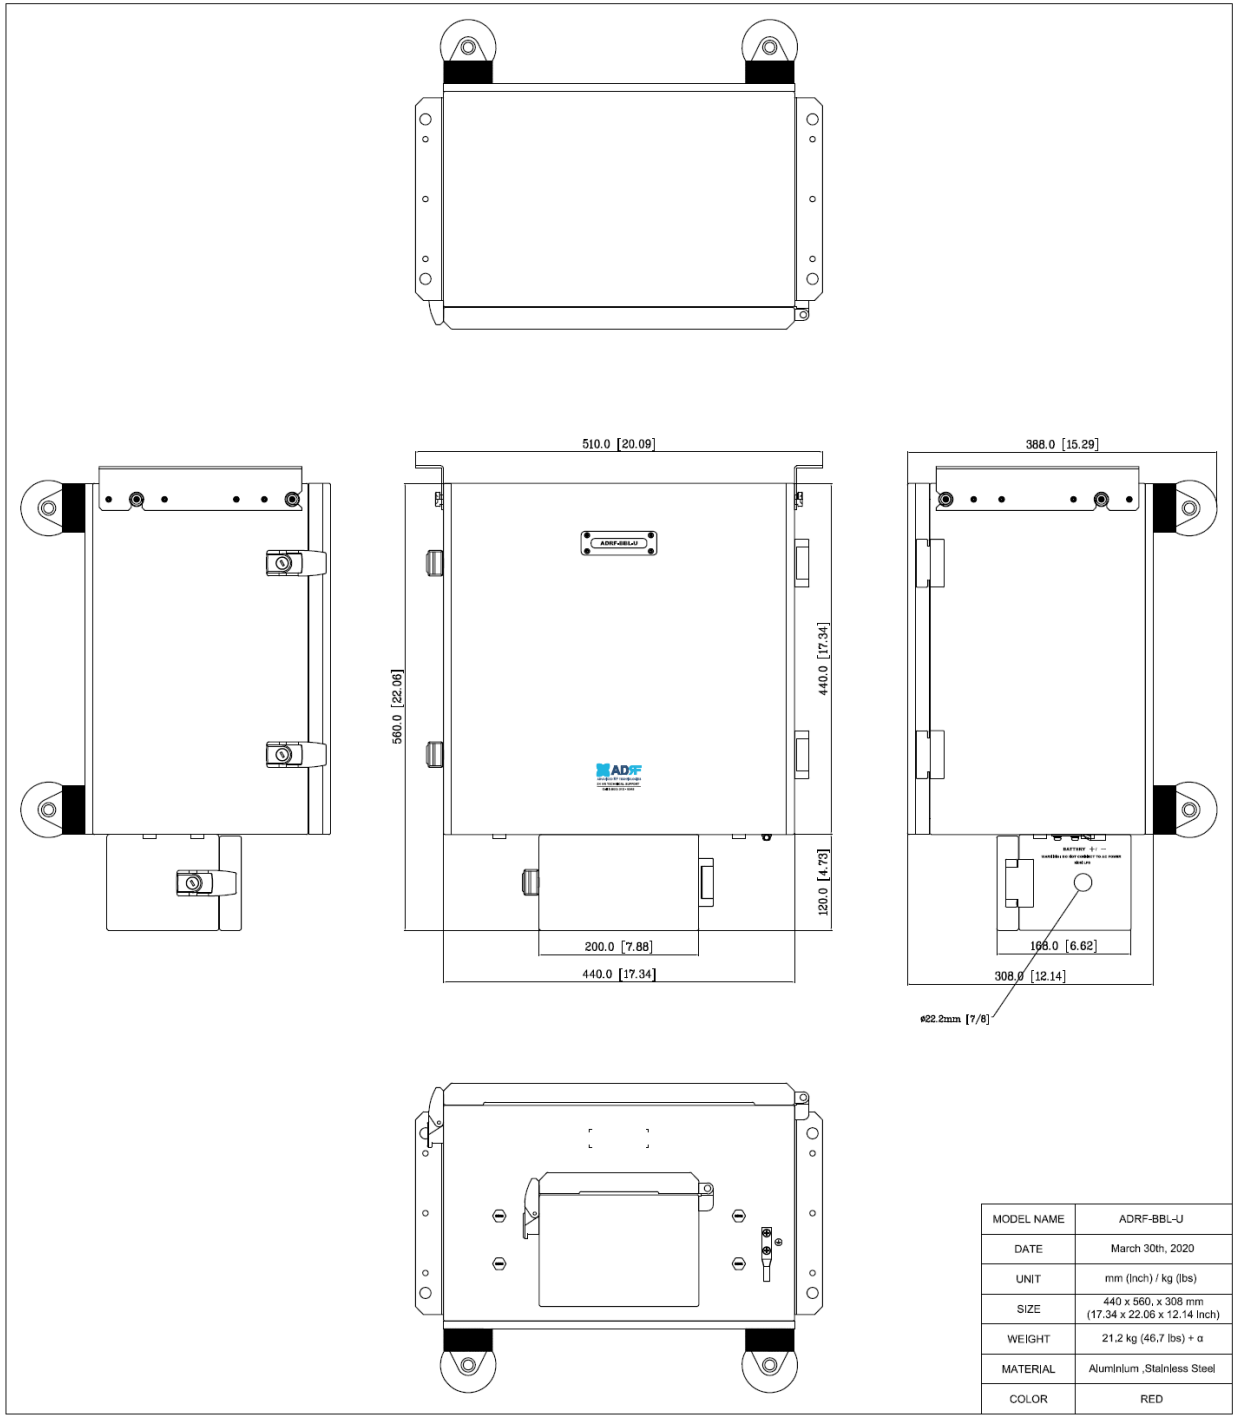 510.0 [20.09]
388.0 [15.29]
ADRF-BBL-U
560.0 [22.06]
440.0 [17.34]
ADRF
120.0 [4.73]
BATTERY + / −
200.0 [7.88]
440.0 [17.34]
168.0 [6.62]
308.0 [12.14]
ø22.2mm [7/8]
MODEL NAME ADRF-BBL-U
DATE March 30th, 2020
UNIT mm (Inch) / kg (lbs)
SIZE 440 x 560, x 308 mm
(17.34 x 22.06 x 12.14 Inch)
WEIGHT 21.2 kg (46.7 lbs) + α
MATERIAL Aluminium ,Stainless Steel
COLOR RED